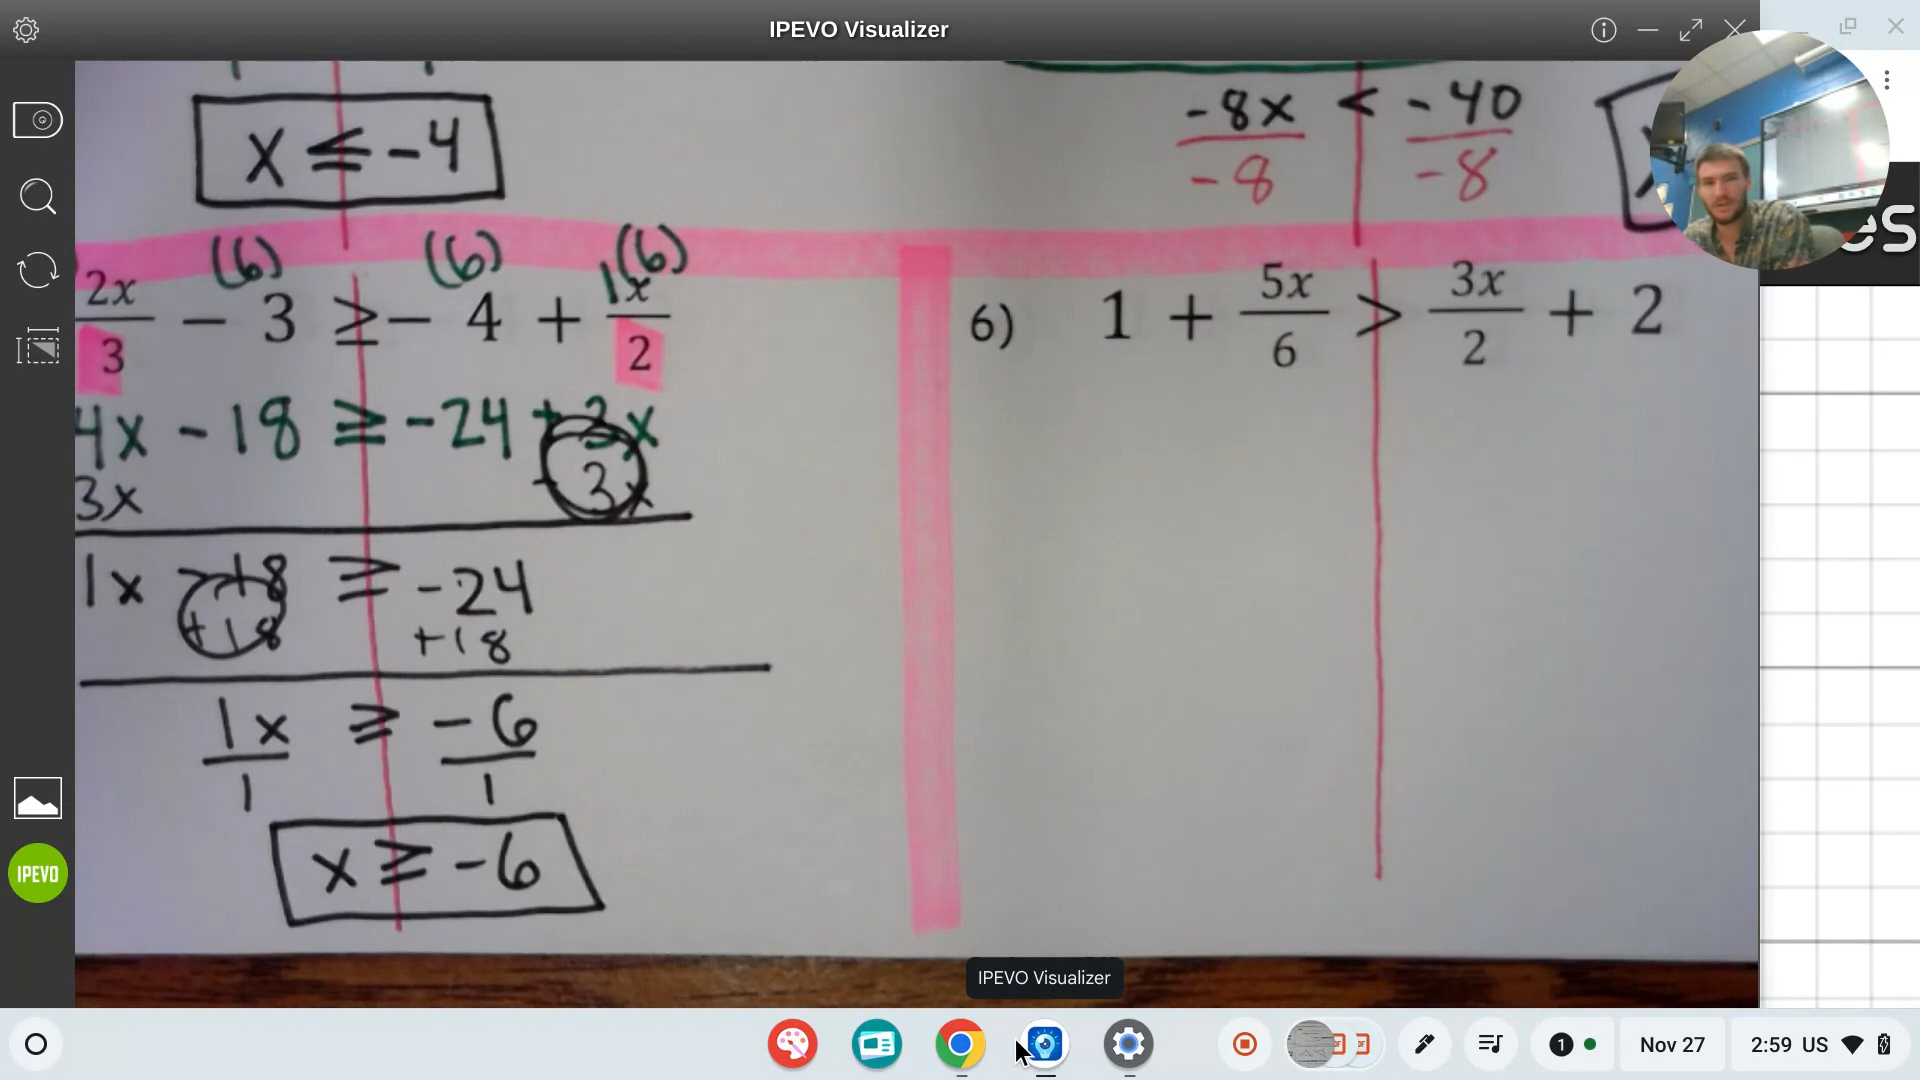 IPEVO Visualizer
x ≤ -4
-8x < -40
-8 -8
es
(6) (6) (6)
2x/3 - 3 ≥ - 4 + 1x/2
4x - 18 ≥ -24 + 3x
3x - 3x
1x - 18 ≥ -24
+18 +18
1x ≥ -6
1 1
x ≥ -6
6) 1 + 5x/6 > 3x/2 + 2
IPEVO
IPEVO Visualizer
1
Nov 27
2:59 US